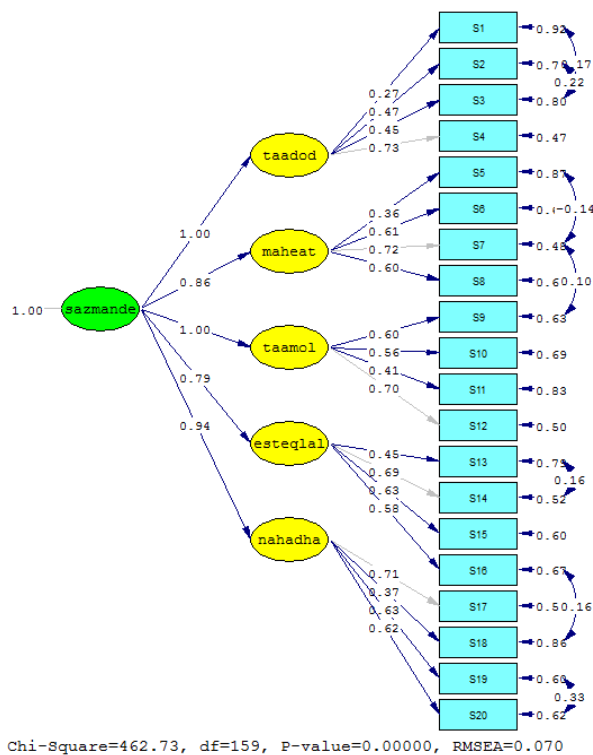 S1 0.92
0.17
S2
0.22
0.27
S3 0.80
0.47
0.45
0.73
S4 0.47
taadod
S5 0.87
0.36
S6 -0.14
0.61
1.00
0.72
S7 0.48
maheat
0.60
S8
0.10
0.86
1.00 sazmande
0.60
S9 0.63
1.00
0.56
taamol
S10 0.69
0.41
0.70
S11 0.83
0.79
S12 0.50
0.94
esteqlal
0.45
S13 0.79
0.69
0.16
0.63
S14 0.52
0.58
S15 0.60
nahadha
S16 0.67
0.71
0.37
S17 0.50 0.16
0.63
0.62
S18 0.86
S19 0.60
0.33
S20 0.62
Chi-Square=462.73, df=159, P-value=0.00000, RMSEA=0.070